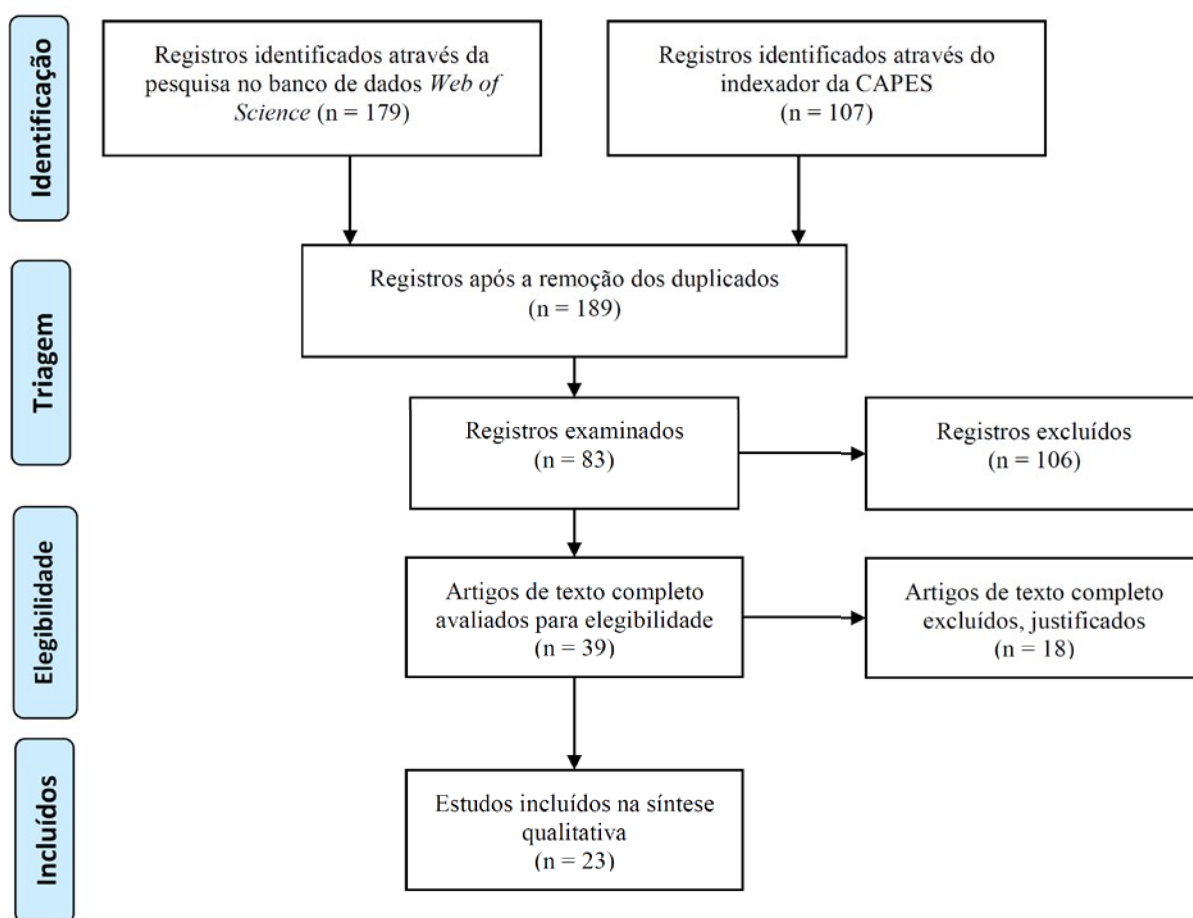 Identificação
Registros identificados através da
pesquisa no banco de dados Web of
Science (n = 179)
Registros identificados através do
indexador da CAPES
(n = 107)
Triagem
Registros após a remoção dos duplicados
(n = 189)
Registros examinados
(n = 83)
Registros excluídos
(n = 106)
Elegibilidade
Artigos de texto completo
avaliados para elegibilidade
(n = 39)
Artigos de texto completo
excluídos, justificados
(n = 18)
Incluídos
Estudos incluídos na síntese
qualitativa
(n = 23)